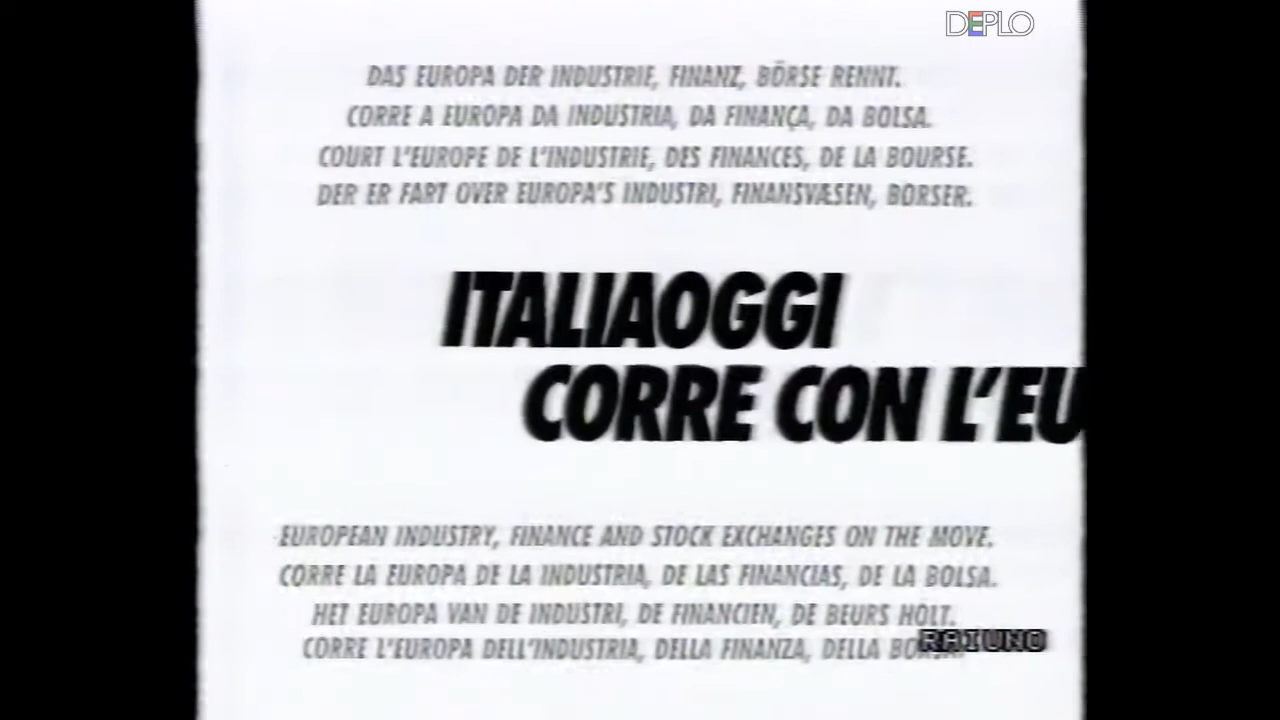 DEPLO
DAS EUROPA DER INDUSTRIE, FINANZ, BÖRSE RENNT.
CORRE A EUROPA DA INDUSTRIA, DA FINANÇA, DA BOLSA.
COURT L'EUROPE DE L'INDUSTRIE, DES FINANCES, DE LA BOURSE.
DER ER FART OVER EUROPA'S INDUSTRI, FINANSVÆSEN, BORSER.
ITALIAOGGI
CORRE CON L'EU
EUROPEAN INDUSTRY, FINANCE AND STOCK EXCHANGES ON THE MOVE.
CORRE LA EUROPA DE LA INDUSTRIA, DE LAS FINANCIAS, DE LA BOLSA.
HET EUROPA VAN DE INDUSTRI, DE FINANCIEN, DE BEURS HOLT.
CORRE L'EUROPA DELL'INDUSTRIA, DELLA FINANZA, DELLA
RAIUNO